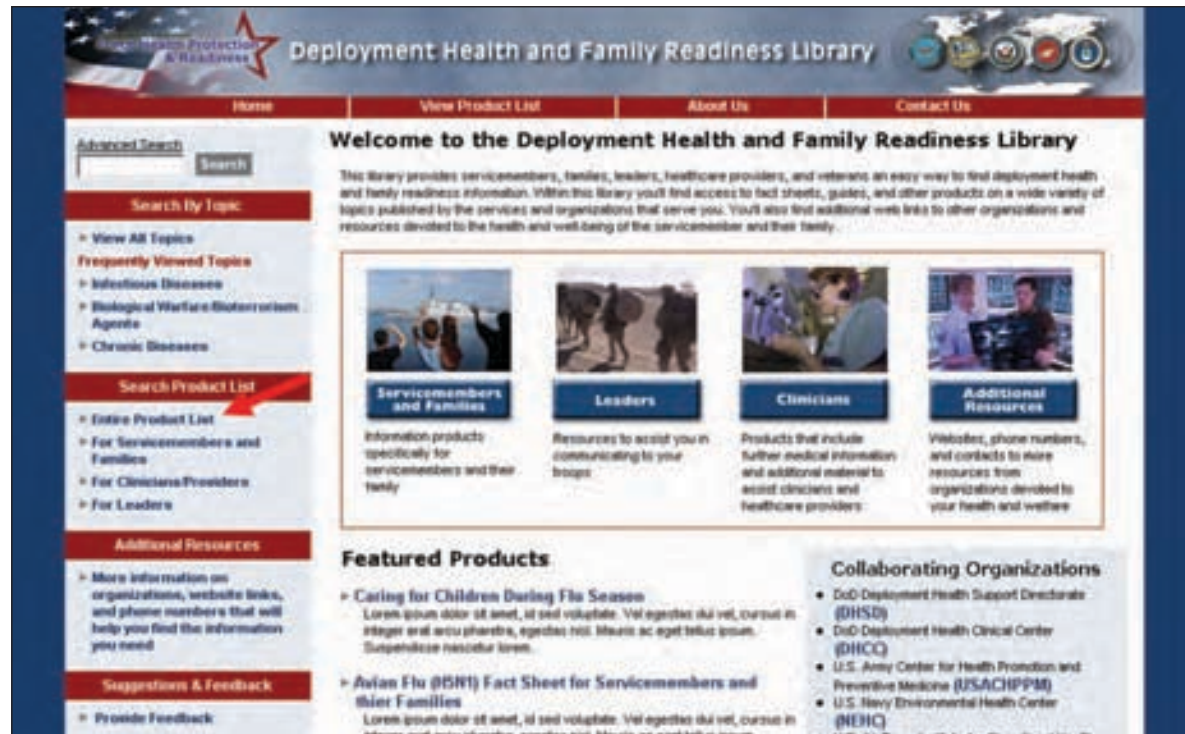 Protection
& Readiness
Deployment Health and Family Readiness Library
Home
View Product List
About Us
Contact Us
Advanced Search
Search
Search By Topic
View All Topics
Frequently Viewed Topics
Infectious Diseases
Biological Warfare/Bioterrorism
Agents
Chronic Diseases
Search Product List
Entire Product List
For Servicemembers and
Families
For Clinicians/Providers
For Leaders
Additional Resources
More information on
organizations, website links,
and phone numbers that will
help you find the information
you need
Suggestions & Feedback
Provide Feedback
Welcome to the Deployment Health and Family Readiness Library
This library provides servicemembers, families, leaders, healthcare providers, and veterans an easy way to find deployment health
and family readiness information. Within this library you'll find access to fact sheets, guides, and other products on a wide variety of
topics published by the services and organizations that serve you. You'll also find additional web links to other organizations and
resources devoted to the health and well-being of the servicemember and their family.
Servicemembers
and Families
Information products
specifically for
servicemembers and their
family
Leaders
Resources to assist you in
communicating to your
troops
Clinicians
Products that include
further medical information
and additional material to
assist clinicians and
healthcare providers
Additional
Resources
Websites, phone numbers,
and contacts to more
resources from
organizations devoted to
your health and welfare
Featured Products
Caring for Children During Flu Season
Lorem ipsum dolor sit amet, id sed voluptate. Vel egestas dui vel, cursus in
integer erat arcu pharetra, egestas nisl. Mauris ac eget tellus ipsum.
Suspendisse nascetur lorem.
Avian Flu (H5N1) Fact Sheet for Servicemembers and
thier Families
Lorem ipsum dolor sit amet, id sed voluptate. Vel egestas dui vel, cursus in
Collaborating Organizations
DoD Deployment Health Support Directorate
(DHSD)
DoD Deployment Health Clinical Center
(DHCC)
U.S. Army Center for Health Promotion and
Preventive Medicine (USACHPPM)
U.S. Navy Environmental Health Center
(NEHC)